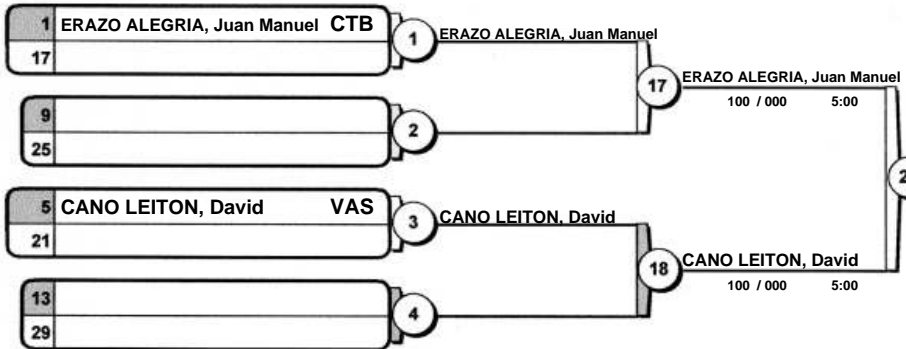 1 ERAZO ALEGRIA, Juan Manuel CTB
17
1
ERAZO ALEGRIA, Juan Manuel
9
25
2
17
ERAZO ALEGRIA, Juan Manuel
100 / 000 5:00
5 CANO LEITON, David VAS
21
3
CANO LEITON, David
13
29
4
18
CANO LEITON, David
100 / 000 5:00